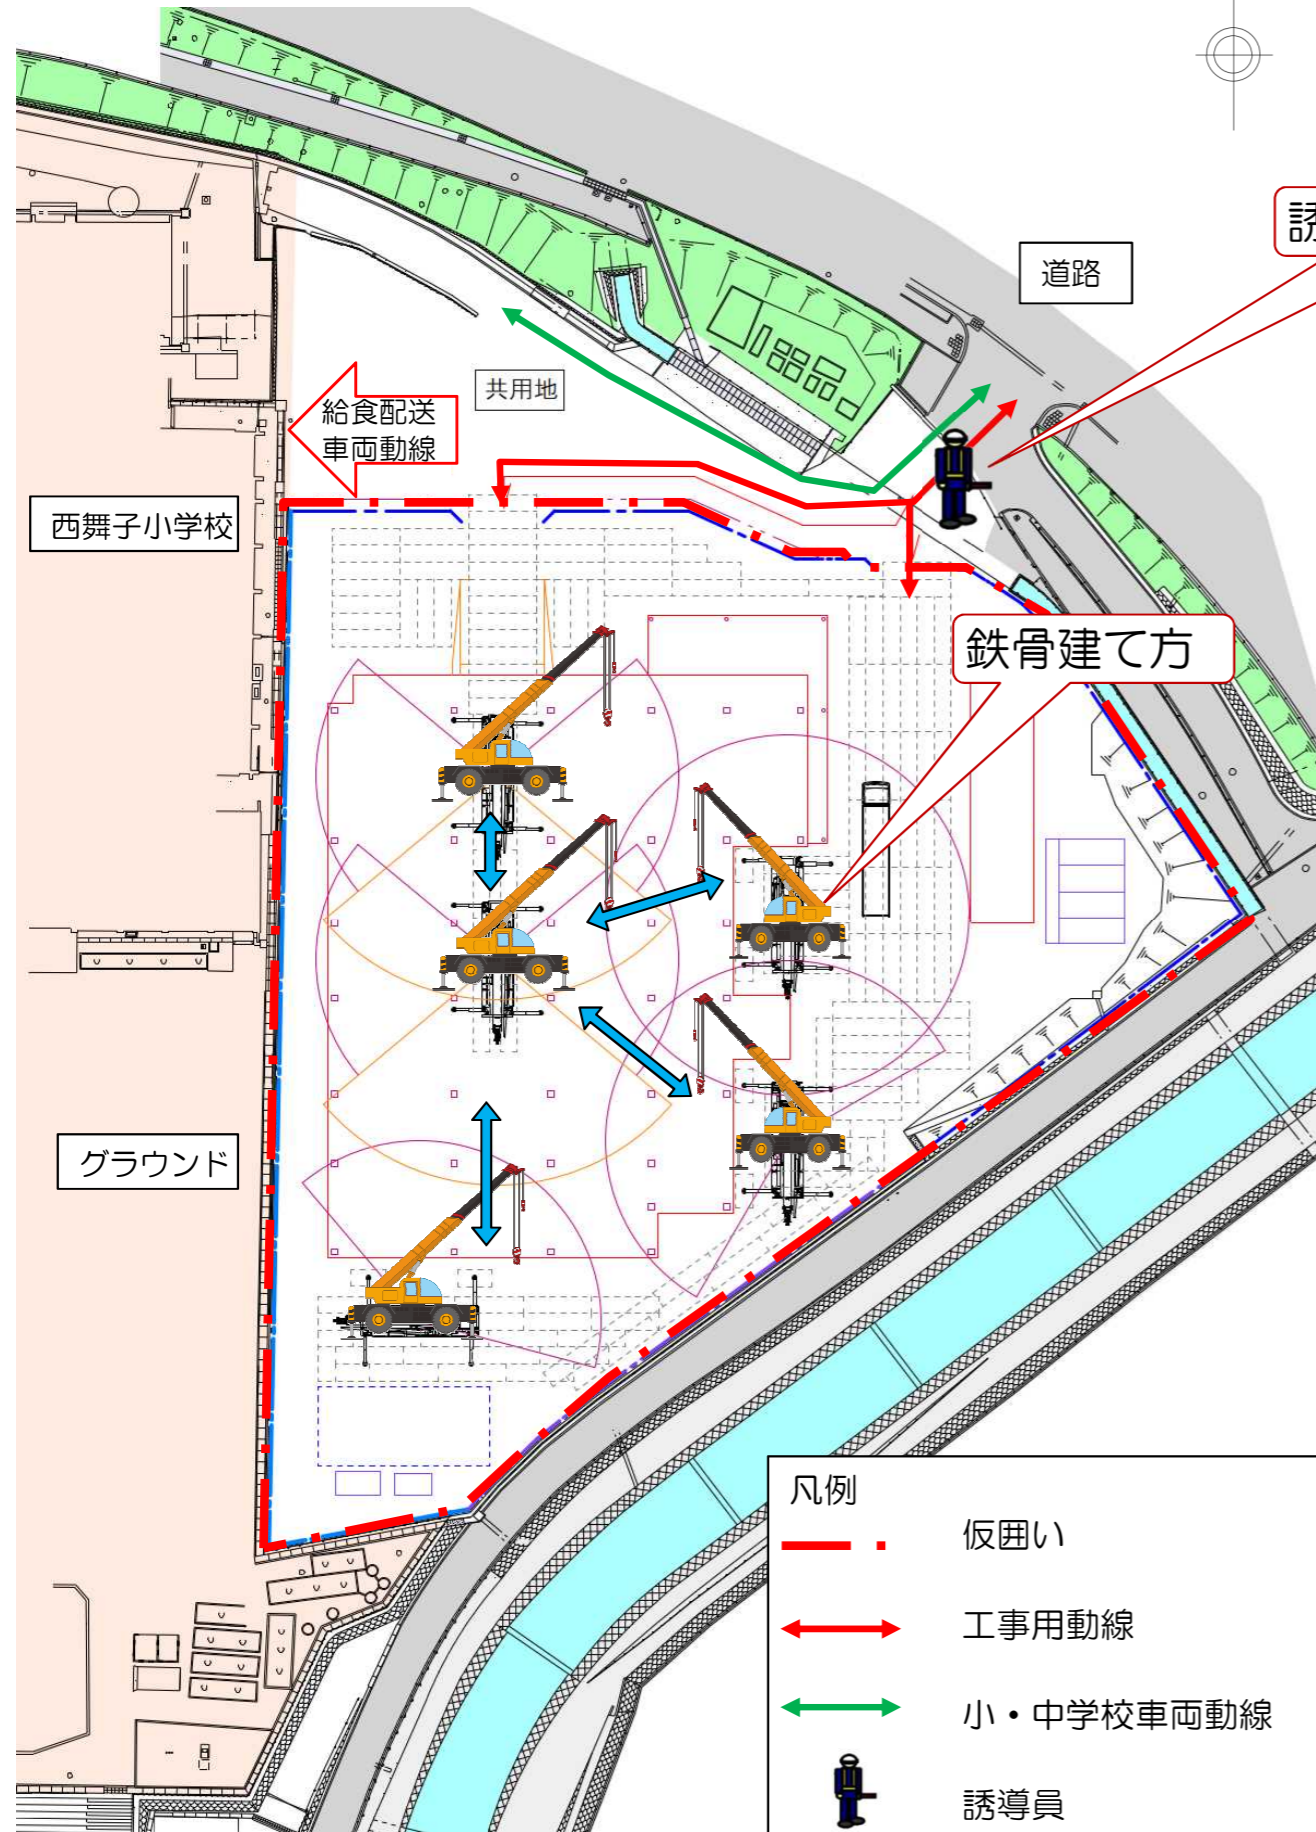 誘
道路
共用地
給食配送
車両動線
西舞子小学校
鉄骨建て方
グラウンド
凡例
仮囲い
工事用動線
小・中学校車両動線
誘導員